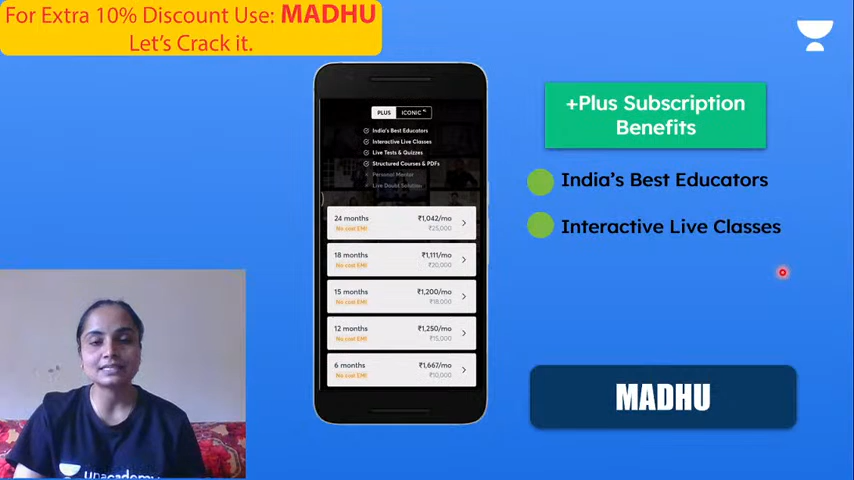 For Extra 10% Discount Use: MADHU
Let's Crack it.
PLUS ICONIC
India's Best Educators
Interactive Live Classes
Live Tests & Quizzes
Structured Courses & PDFs
Personal Mentor
Live Doubt Solution
24 months ₹1,042/mo
No cost EMI ₹25,000
18 months ₹1,111/mo
No cost EMI ₹20,000
15 months ₹1,200/mo
No cost EMI ₹18,000
12 months ₹1,250/mo
No cost EMI ₹15,000
6 months ₹1,667/mo
No cost EMI ₹10,000
+Plus Subscription
Benefits
India's Best Educators
Interactive Live Classes
MADHU
unacademy